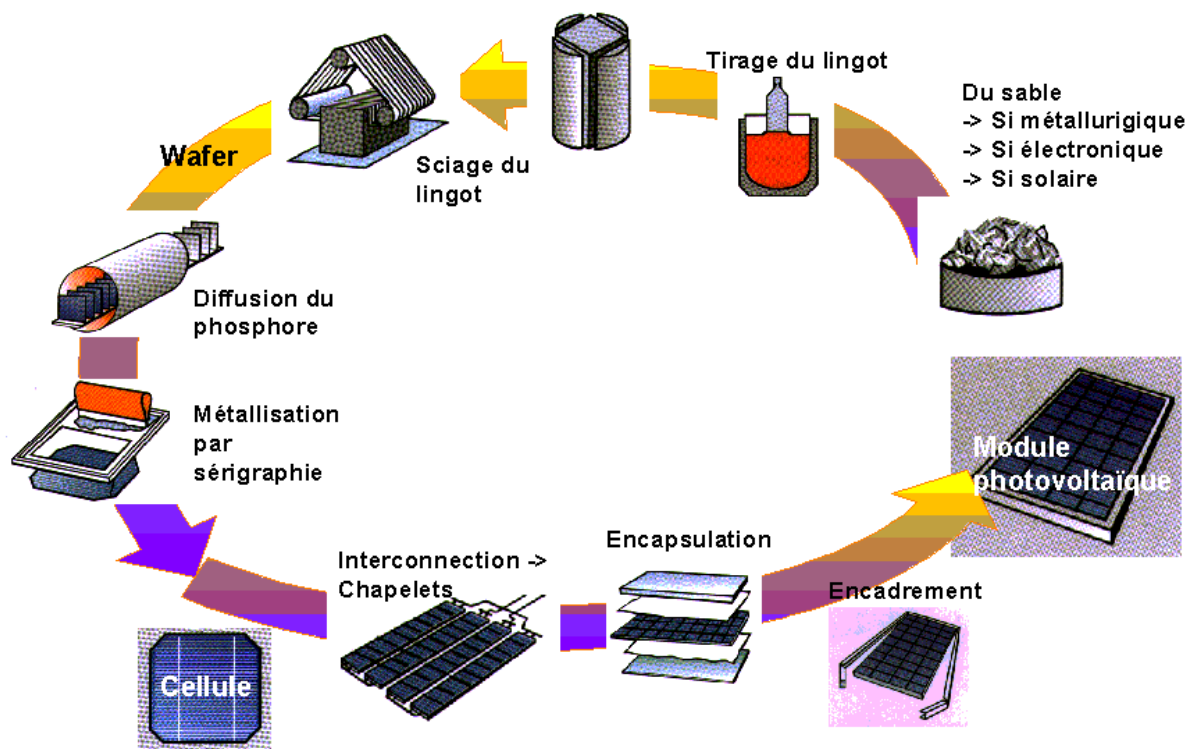 Du sable
-> Si métallurigique
-> Si électronique
-> Si solaire
Tirage du lingot
Sciage du
lingot
Wafer
Diffusion du
phosphore
Métallisation
par
sérigraphie
Cellule
Interconnection ->
Chapelets
Encapsulation
Encadrement
Module
photovoltaïque